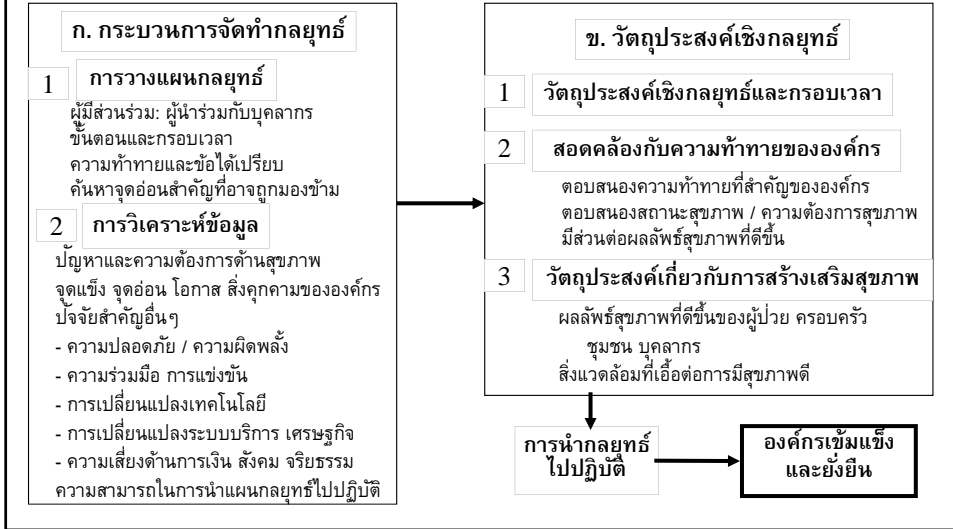 ก. กระบวนการจัดทำกลยุทธ์
1 การวางแผนกลยุทธ์
ผู้มีส่วนร่วม: ผู้นำร่วมกับบุคลากร
ขั้นตอนและกรอบเวลา
ความท้าทายและข้อได้เปรียบ
ค้นหาจุดอ่อนสำคัญที่อาจถูกมองข้าม
2 การวิเคราะห์ข้อมูล
ปัญหาและความต้องการด้านสุขภาพ
จุดแข็ง จุดอ่อน โอกาส สิ่งคุกคามขององค์กร
ปัจจัยสำคัญอื่นๆ
- ความปลอดภัย / ความผิดพลั้ง
- ความร่วมมือ การแข่งขัน
- การเปลี่ยนแปลงเทคโนโลยี
- การเปลี่ยนแปลงระบบบริการ เศรษฐกิจ
- ความเสี่ยงด้านการเงิน สังคม จริยธรรม
ความสามารถในการนำแผนกลยุทธ์ไปปฏิบัติ
ข. วัตถุประสงค์เชิงกลยุทธ์
1 วัตถุประสงค์เชิงกลยุทธ์และกรอบเวลา
2 สอดคล้องกับความท้าทายขององค์กร
ตอบสนองความท้าทายที่สำคัญขององค์กร
ตอบสนองสถานะสุขภาพ / ความต้องการสุขภาพ
มีส่วนต่อผลลัพธ์สุขภาพที่ดีขึ้น
3 วัตถุประสงค์เกี่ยวกับการสร้างเสริมสุขภาพ
ผลลัพธ์สุขภาพที่ดีขึ้นของผู้ป่วย ครอบครัว
ชุมชน บุคลากร
สิ่งแวดล้อมที่เอื้อต่อการมีสุขภาพดี
การนำกลยุทธ์
ไปปฏิบัติ
องค์กรเข้มแข็ง
และยั่งยืน